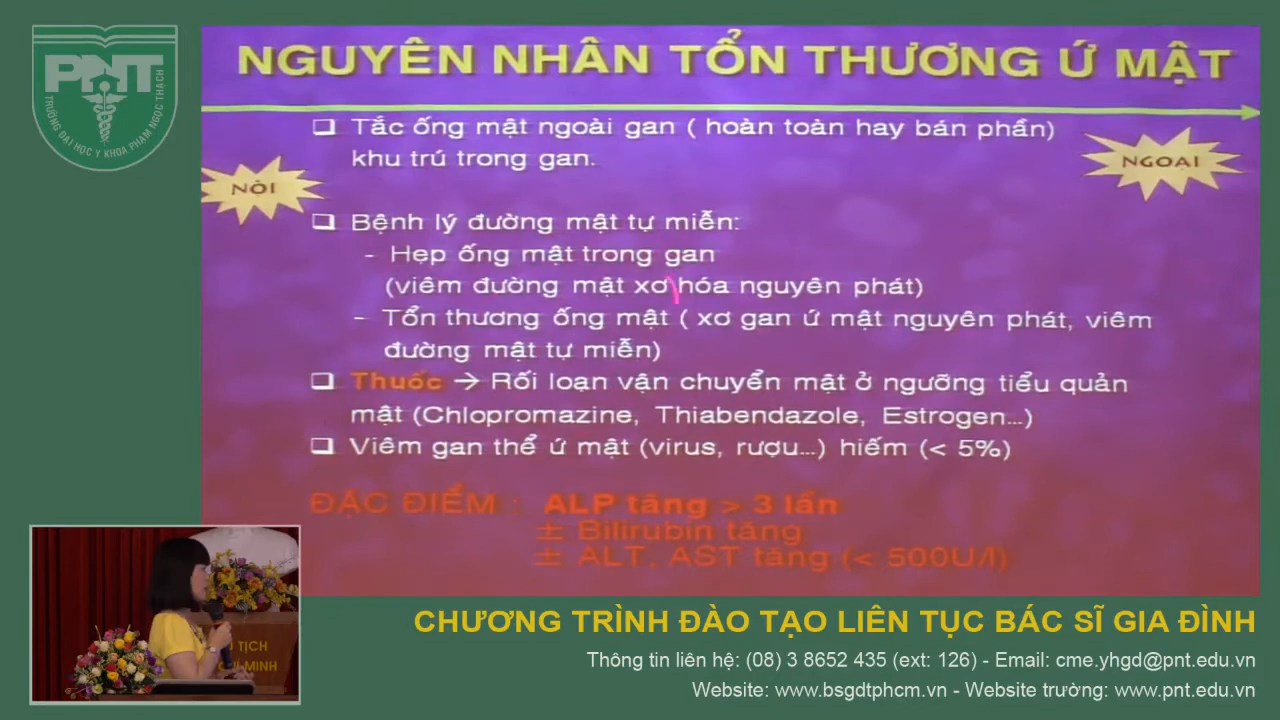 PNT
TRƯỜNG ĐẠI HỌC Y KHOA PHẠM NGỌC THẠCH
NGUYÊN NHÂN TỔN THƯƠNG Ứ MẬT
❑ Tắc ống mật ngoài gan ( hoàn toàn hay bán phần)
khu trú trong gan.
NGOẠI
NỘI
❑ Bệnh lý đường mật tự miễn:
- Hẹp ống mật trong gan
(viêm đường mật xơ hóa nguyên phát)
- Tổn thương ống mật ( xơ gan ứ mật nguyên phát, viêm
đường mật tự miễn)
❑ Thuốc → Rối loạn vận chuyển mật ở ngưỡng tiểu quản
mật (Chlopromazine, Thiabendazole, Estrogen...)
❑ Viêm gan thể ứ mật (virus, rượu...) hiếm (< 5%)
ĐẶC ĐIỂM : ALP tăng > 3 lần
± Bilirubin tăng
± ALT, AST tăng (< 500U/l)
TỊCH
MINH
CHƯƠNG TRÌNH ĐÀO TẠO LIÊN TỤC BÁC SĨ GIA ĐÌNH
Thông tin liên hệ: (08) 3 8652 435 (ext: 126) - Email: cme.yhgd@pnt.edu.vn
Website: www.bsgdtphcm.vn - Website trường: www.pnt.edu.vn